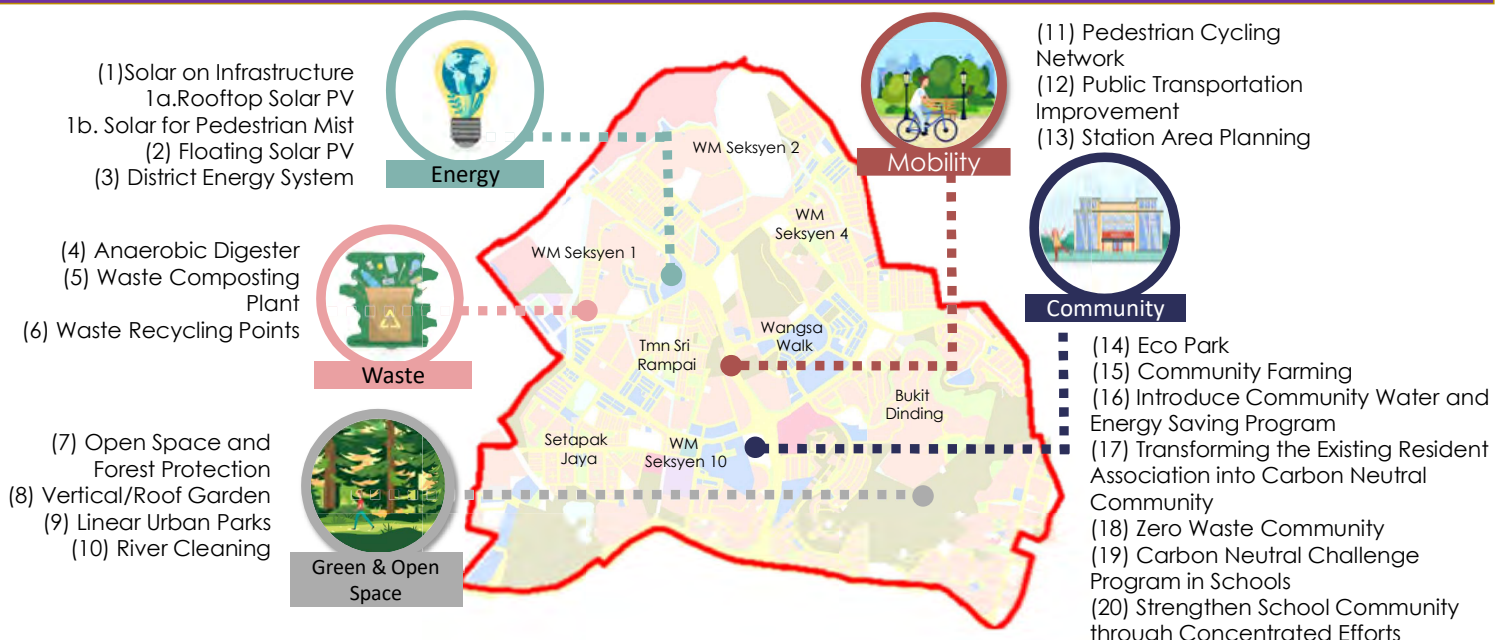 (1)Solar on Infrastructure
1a.Rooftop Solar PV
1b. Solar for Pedestrian Mist
(2) Floating Solar PV
(3) District Energy System
Energy
(4) Anaerobic Digester
(5) Waste Composting
Plant
(6) Waste Recycling Points
Waste
(7) Open Space and
Forest Protection
(8) Vertical/Roof Garden
(9) Linear Urban Parks
(10) River Cleaning
Green & Open
Space
WM Seksyen 2
WM
Seksyen 4
WM Seksyen 1
Wangsa
Walk
Tmn Sri
Rampai
Bukit
Dinding
Setapak
Jaya
WM
Seksyen 10
Mobility
(11) Pedestrian Cycling
Network
(12) Public Transportation
Improvement
(13) Station Area Planning
Community
(14) Eco Park
(15) Community Farming
(16) Introduce Community Water and
Energy Saving Program
(17) Transforming the Existing Resident
Association into Carbon Neutral
Community
(18) Zero Waste Community
(19) Carbon Neutral Challenge
Program in Schools
(20) Strengthen School Community
through Concentrated Efforts